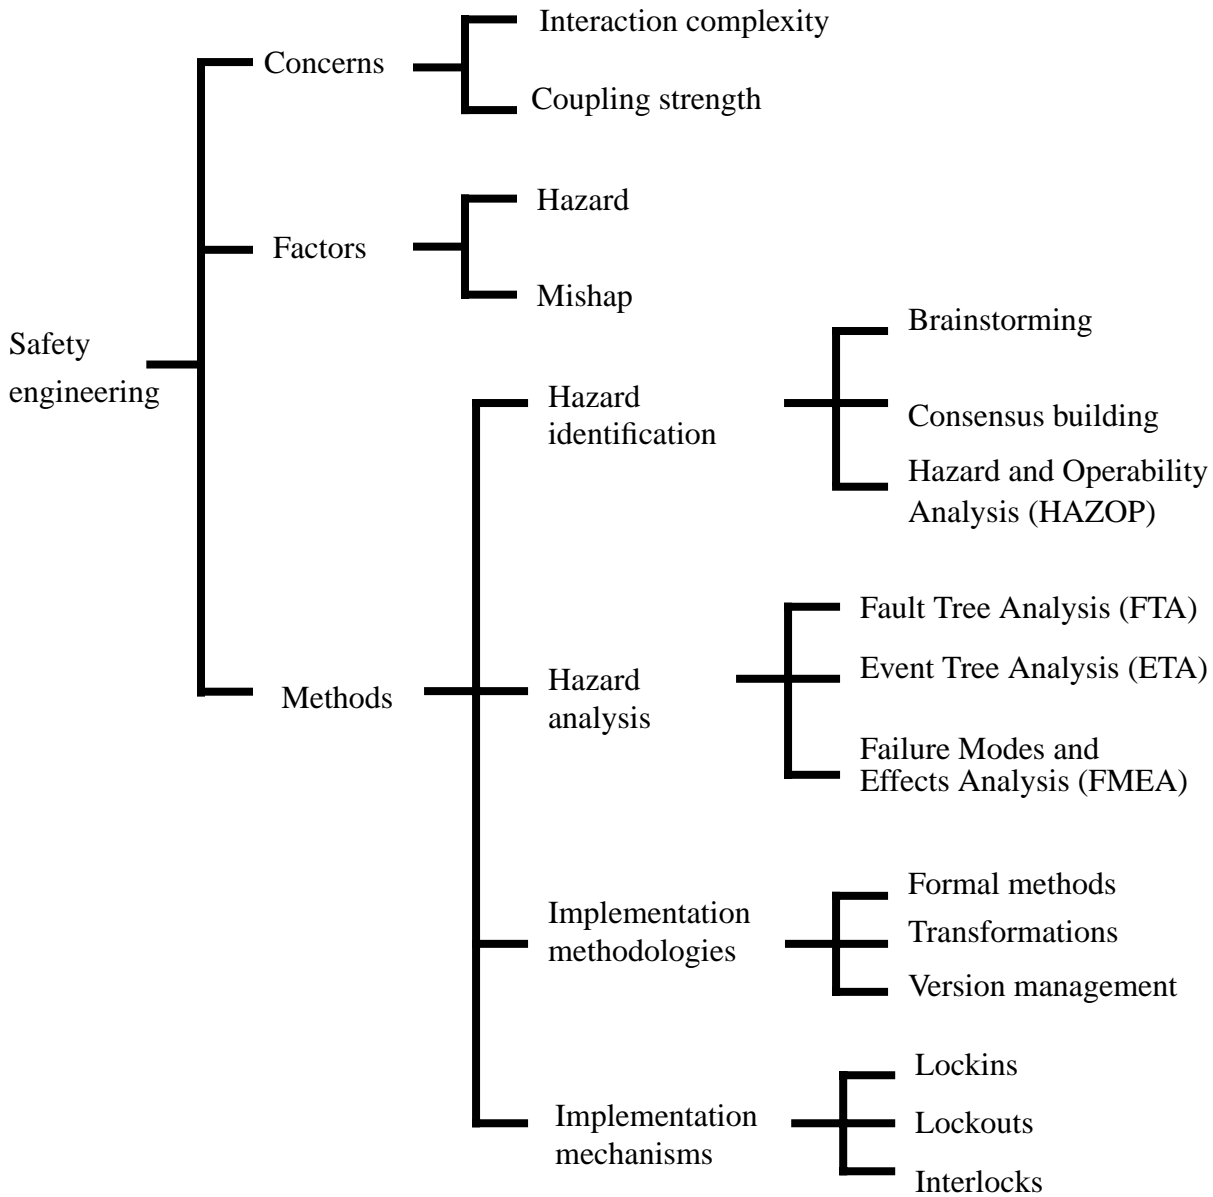 Safety
engineering
Concerns
Interaction complexity
Coupling strength
Factors
Hazard
Mishap
Methods
Hazard
identification
Brainstorming
Consensus building
Hazard and Operability
Analysis (HAZOP)
Hazard
analysis
Fault Tree Analysis (FTA)
Event Tree Analysis (ETA)
Failure Modes and
Effects Analysis (FMEA)
Implementation
methodologies
Formal methods
Transformations
Version management
Implementation
mechanisms
Lockins
Lockouts
Interlocks